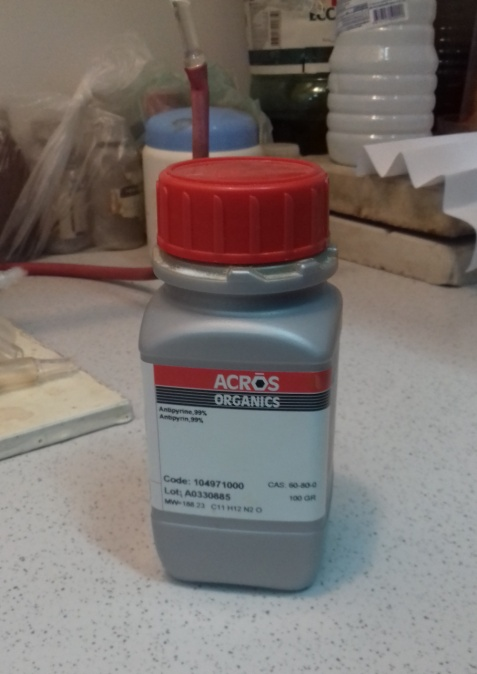 ACRŌS
ORGANICS
Antipyrine,99%
Antipyrin,99%
Code: 104971000 CAS: 60-80-0
Lot: A0330885 100 GR
MW=188.23 C11 H12 N2 O